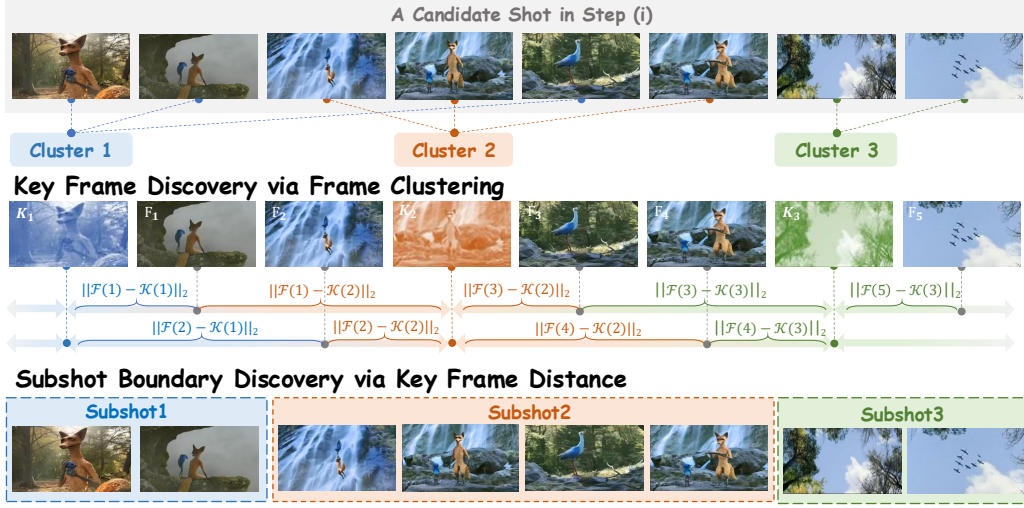 A Candidate Shot in Step (i)
Cluster 1 Cluster 2 Cluster 3
Key Frame Discovery via Frame Clustering
K₁ F₁ F₂ K₂ F₃ F₄ K₃ F₅
||ℱ(1) − 𝒦(1)||₂ ||ℱ(1) − 𝒦(2)||₂ ||ℱ(3) − 𝒦(2)||₂ ||ℱ(3) − 𝒦(3)||₂ ||ℱ(5) − 𝒦(3)||₂
||ℱ(2) − 𝒦(1)||₂ ||ℱ(2) − 𝒦(2)||₂ ||ℱ(4) − 𝒦(2)||₂ ||ℱ(4) − 𝒦(3)||₂
Subshot Boundary Discovery via Key Frame Distance
Subshot1 Subshot2 Subshot3